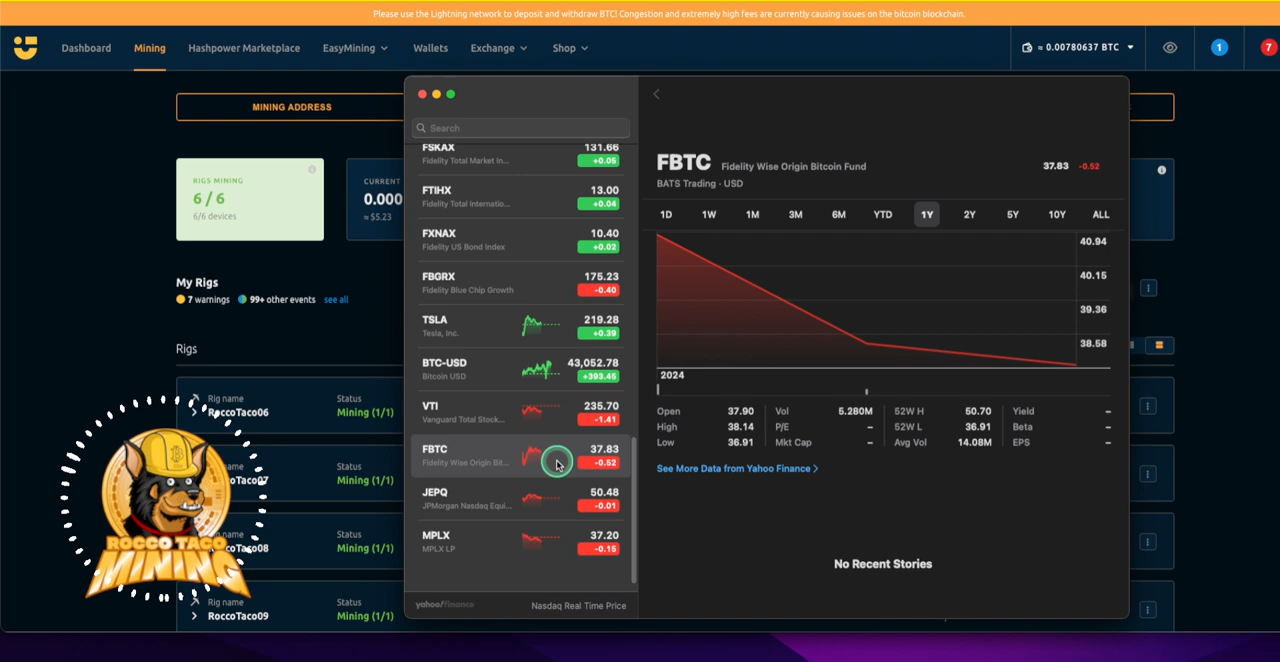 Please use the Lightning network to deposit and withdraw BTC! Congestion and extremely high fees are currently causing issues on the bitcoin blockchain.
Dashboard Mining Hashpower Marketplace EasyMining Wallets Exchange Shop ≈ 0.00780637 BTC 1 7
MINING ADDRESS
RIGS MINING
6 / 6
6/6 devices
CURRENT
0.000
≈ $5.23
My Rigs
7 warnings 99+ other events see all
Rigs
Rig name Status
RoccoTaco06 Mining (1/1)
Status
Taco07 Mining (1/1)
name Status
coTaco08 Mining (1/1)
Rig name Status
RoccoTaco09 Mining (1/1)
ROCCO TACO
MINING
Search
FSKAX 131.66
Fidelity Total Market In... +0.05
FTIHX 13.00
Fidelity Total Internatio... +0.04
FXNAX 10.40
Fidelity US Bond Index +0.02
FBGRX 175.23
Fidelity Blue Chip Growth -0.40
TSLA 219.28
Tesla, Inc. +0.39
BTC-USD 43,052.78
Bitcoin USD +393.45
VTI 235.70
Vanguard Total Stock... -1.41
FBTC 37.83
Fidelity Wise Origin Bit... -0.52
JEPQ 50.48
JPMorgan Nasdaq Equi... -0.01
MPLX 37.20
MPLX LP -0.15
yahoo!finance Nasdaq Real Time Price
FBTC Fidelity Wise Origin Bitcoin Fund 37.83 -0.52
BATS Trading · USD
1D 1W 1M 3M 6M YTD 1Y 2Y 5Y 10Y ALL
40.94
40.15
39.36
38.58
2024
Open 37.90 Vol 5.280M 52W H 50.70 Yield –
High 38.14 P/E – 52W L 36.91 Beta –
Low 36.91 Mkt Cap – Avg Vol 14.08M EPS –
See More Data from Yahoo Finance
No Recent Stories